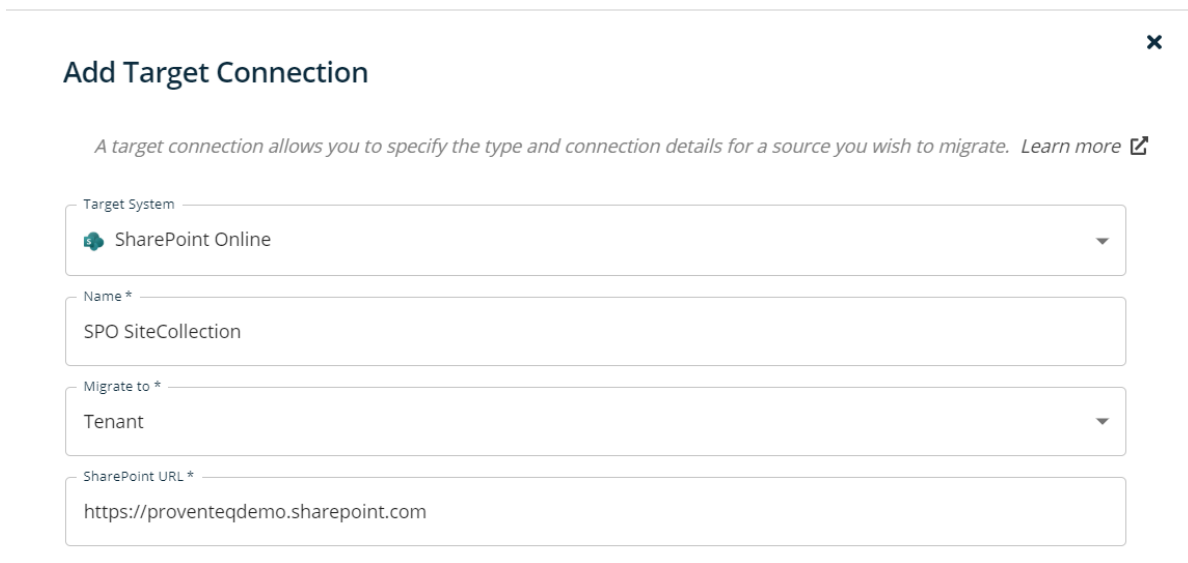 Add Target Connection
A target connection allows you to specify the type and connection details for a source you wish to migrate. Learn more
Target System
SharePoint Online
Name *
SPO SiteCollection
Migrate to *
Tenant
SharePoint URL *
https://proventeqdemo.sharepoint.com